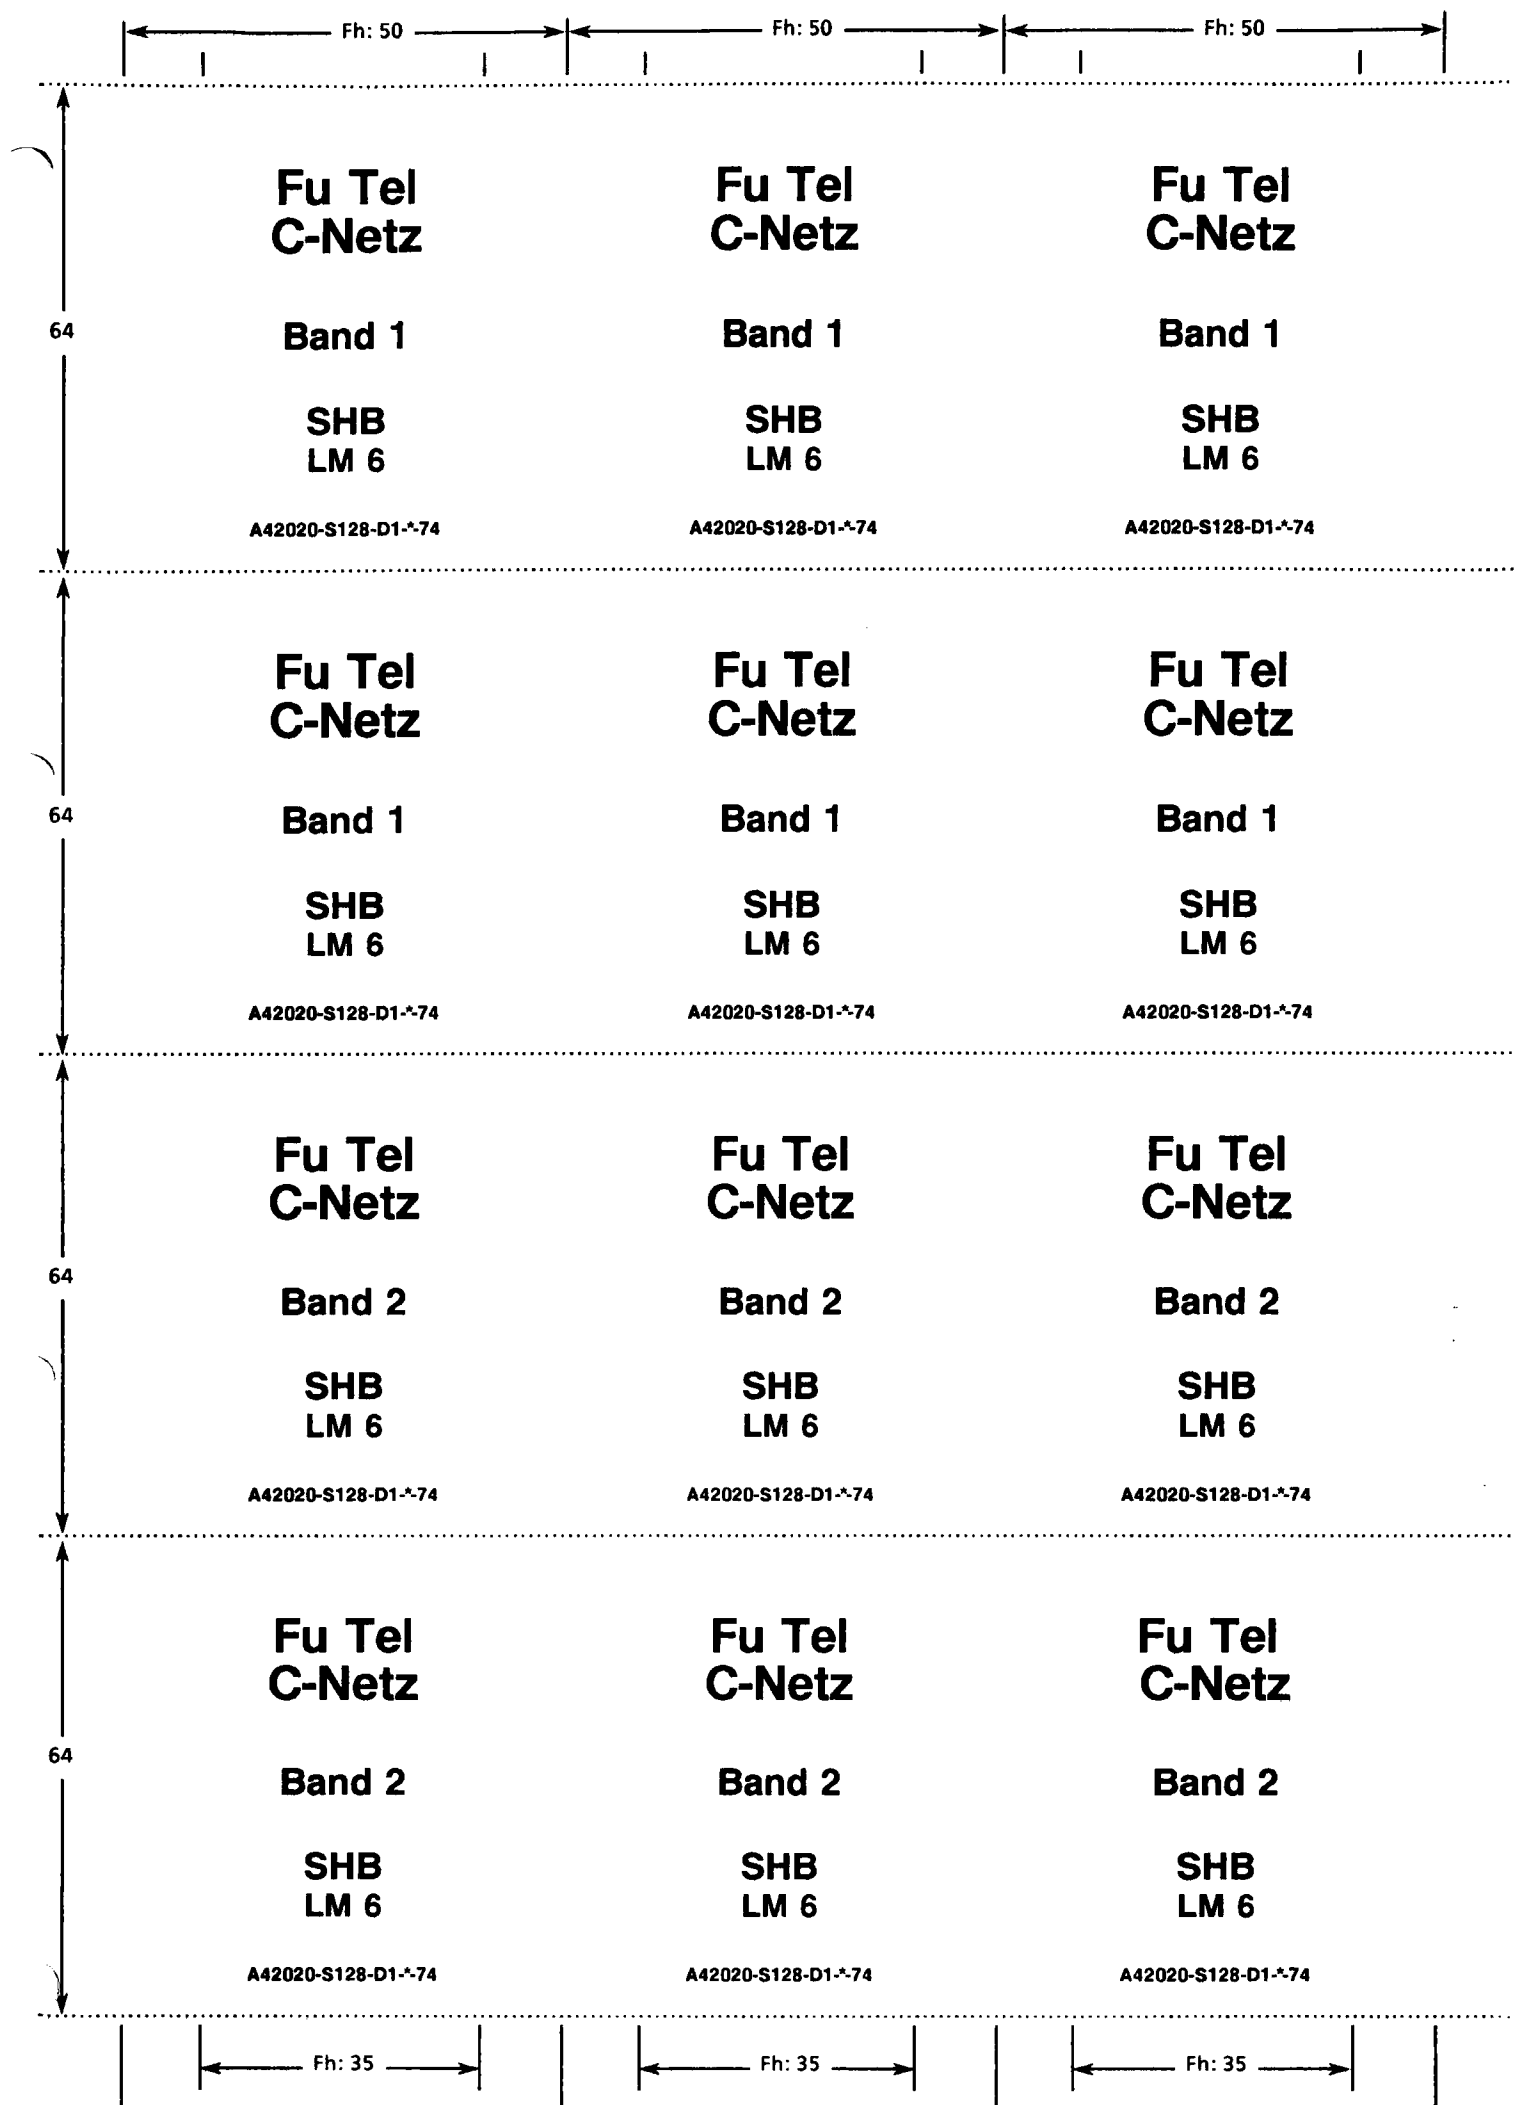 Fh: 50 Fh: 50 Fh: 50
Fu Tel Fu Tel Fu Tel
C-Netz C-Netz C-Netz
64 Band 1 Band 1 Band 1
SHB SHB SHB
LM 6 LM 6 LM 6
A42020-S128-D1-*-74 A42020-S128-D1-*-74 A42020-S128-D1-*-74
Fu Tel Fu Tel Fu Tel
C-Netz C-Netz C-Netz
64 Band 1 Band 1 Band 1
SHB SHB SHB
LM 6 LM 6 LM 6
A42020-S128-D1-*-74 A42020-S128-D1-*-74 A42020-S128-D1-*-74
Fu Tel Fu Tel Fu Tel
C-Netz C-Netz C-Netz
64 Band 2 Band 2 Band 2
SHB SHB SHB
LM 6 LM 6 LM 6
A42020-S128-D1-*-74 A42020-S128-D1-*-74 A42020-S128-D1-*-74
Fu Tel Fu Tel Fu Tel
C-Netz C-Netz C-Netz
64 Band 2 Band 2 Band 2
SHB SHB SHB
LM 6 LM 6 LM 6
A42020-S128-D1-*-74 A42020-S128-D1-*-74 A42020-S128-D1-*-74
Fh: 35 Fh: 35 Fh: 35